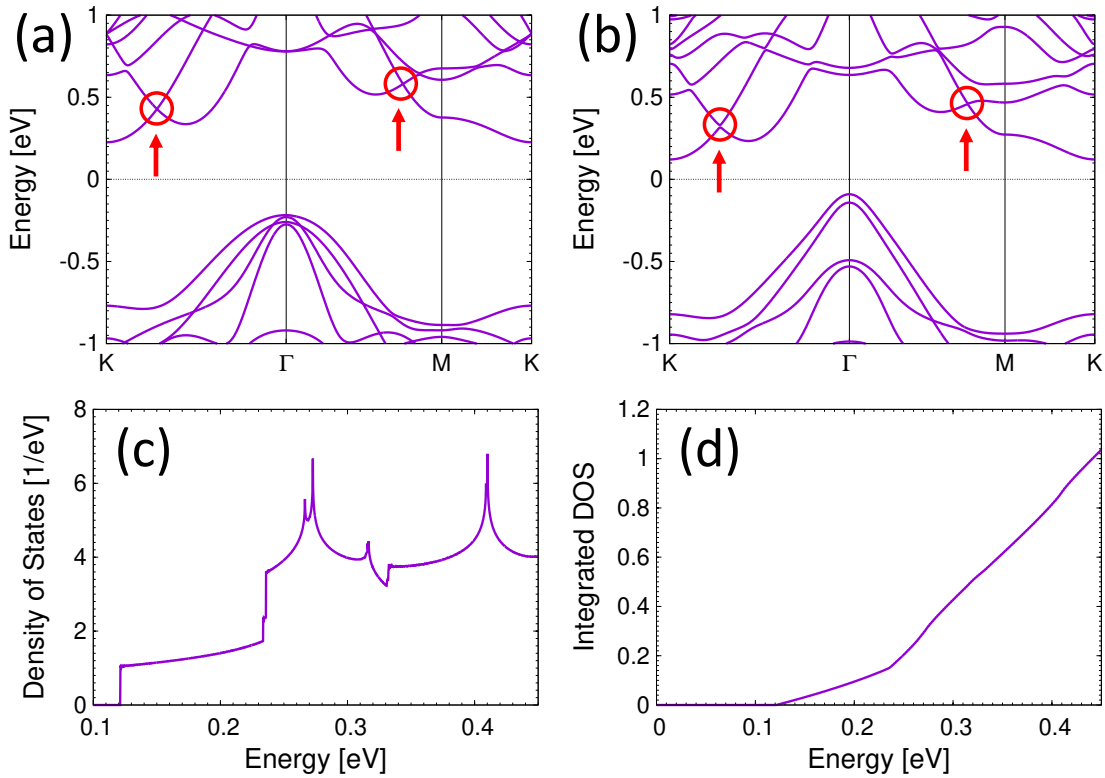 (a)
Energy [eV]
1
0.5
0
-0.5
-1
K Γ M K
(b)
Energy [eV]
1
0.5
0
-0.5
-1
K Γ M K
(c)
Density of States [1/eV]
8
6
4
2
0
0.1 0.2 0.3 0.4
Energy [eV]
(d)
Integrated DOS
1.2
1
0.8
0.6
0.4
0.2
0
0 0.1 0.2 0.3 0.4
Energy [eV]